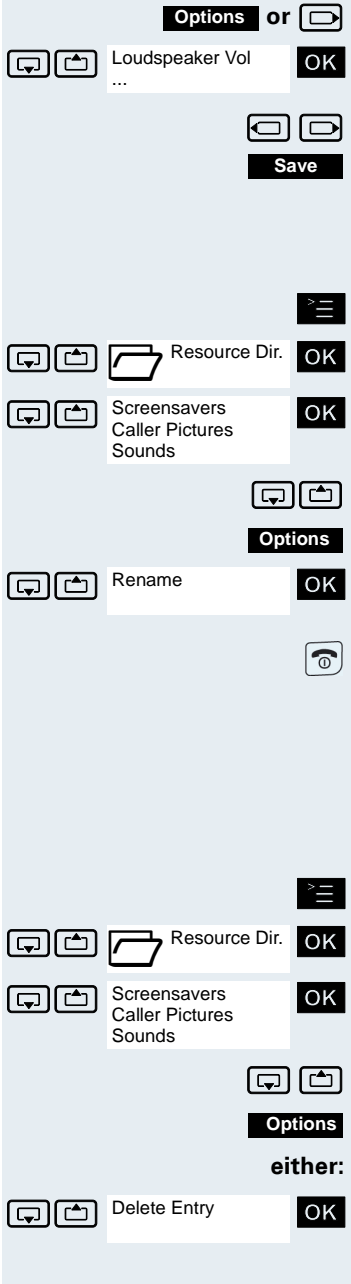 Options or
Loudspeaker Vol OK
...
Save
Resource Dir. OK
Screensavers OK
Caller Pictures
Sounds
Options
Rename OK
Resource Dir. OK
Screensavers OK
Caller Pictures
Sounds
Options
either:
Delete Entry OK